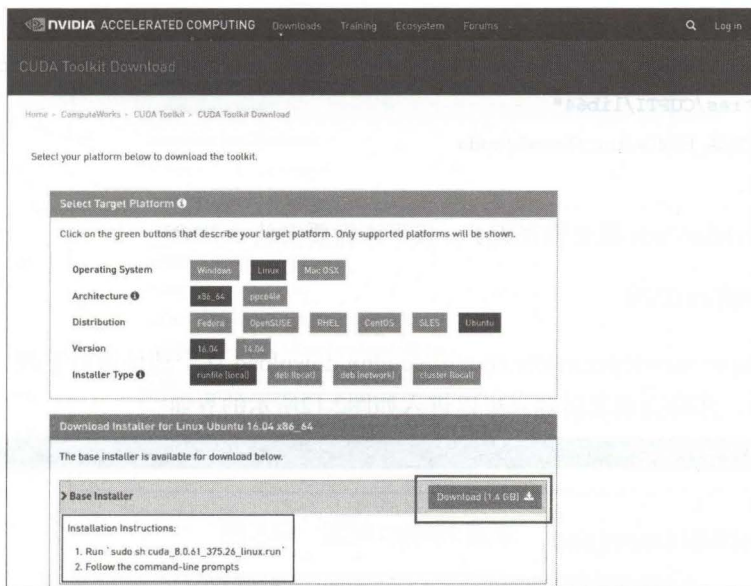 NVIDIA ACCELERATED COMPUTING Downloads Training Ecosystem Forums Log in
CUDA Toolkit Download
Home > ComputeWorks > CUDA Toolkit > CUDA Toolkit Download
Select your platform below to download the toolkit.
Select Target Platform
Click on the green buttons that describe your target platform. Only supported platforms will be shown.
Operating System Windows Linux Mac OSX
Architecture x86_64 ppc64le
Distribution Fedora OpenSUSE RHEL CentOS SLES Ubuntu
Version 16.04 14.04
Installer Type runfile (local) deb (local) deb (network) cluster (local)
Download Installer for Linux Ubuntu 16.04 x86_64
The base installer is available for download below.
> Base Installer Download (1.4 GB)
Installation Instructions:
1. Run `sudo sh cuda_8.0.61_375.26_linux.run`
2. Follow the command-line prompts